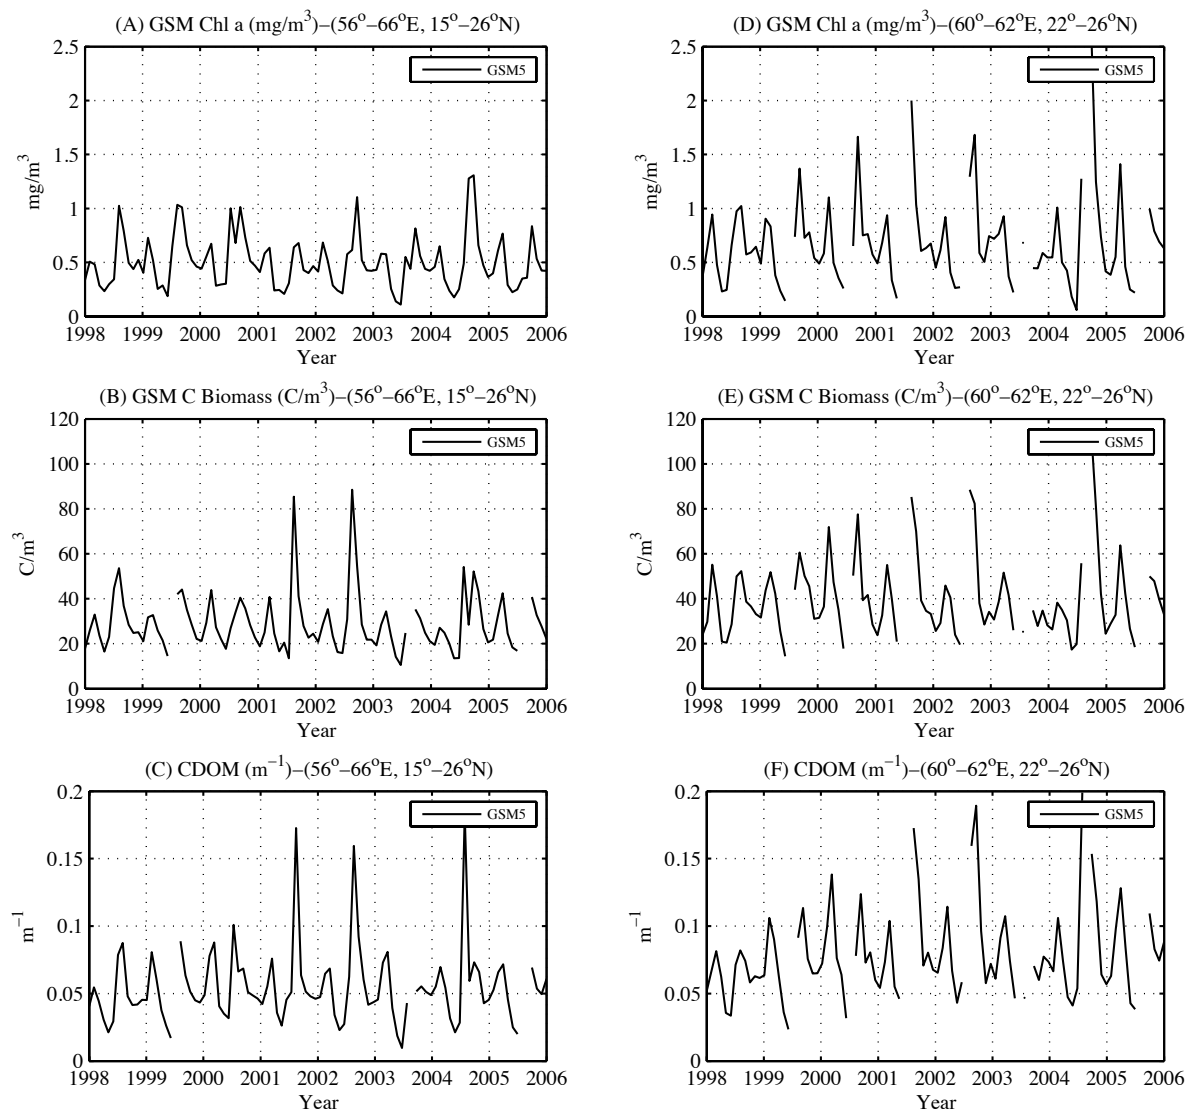 (A) GSM Chl a (mg/m³)–(56°–66°E, 15°–26°N)
2.5
2
1.5
1
0.5
0
mg/m³
GSM5
1998 1999 2000 2001 2002 2003 2004 2005 2006
Year
(D) GSM Chl a (mg/m³)–(60°–62°E, 22°–26°N)
2.5
2
1.5
1
0.5
0
mg/m³
GSM5
1998 1999 2000 2001 2002 2003 2004 2005 2006
Year
(B) GSM C Biomass (C/m³)–(56°–66°E, 15°–26°N)
120
100
80
60
40
20
0
C/m³
GSM5
1998 1999 2000 2001 2002 2003 2004 2005 2006
Year
(E) GSM C Biomass (C/m³)–(60°–62°E, 22°–26°N)
120
100
80
60
40
20
0
C/m³
GSM5
1998 1999 2000 2001 2002 2003 2004 2005 2006
Year
(C) CDOM (m⁻¹)–(56°–66°E, 15°–26°N)
0.2
0.15
0.1
0.05
0
m⁻¹
GSM5
1998 1999 2000 2001 2002 2003 2004 2005 2006
Year
(F) CDOM (m⁻¹)–(60°–62°E, 22°–26°N)
0.2
0.15
0.1
0.05
0
m⁻¹
GSM5
1998 1999 2000 2001 2002 2003 2004 2005 2006
Year